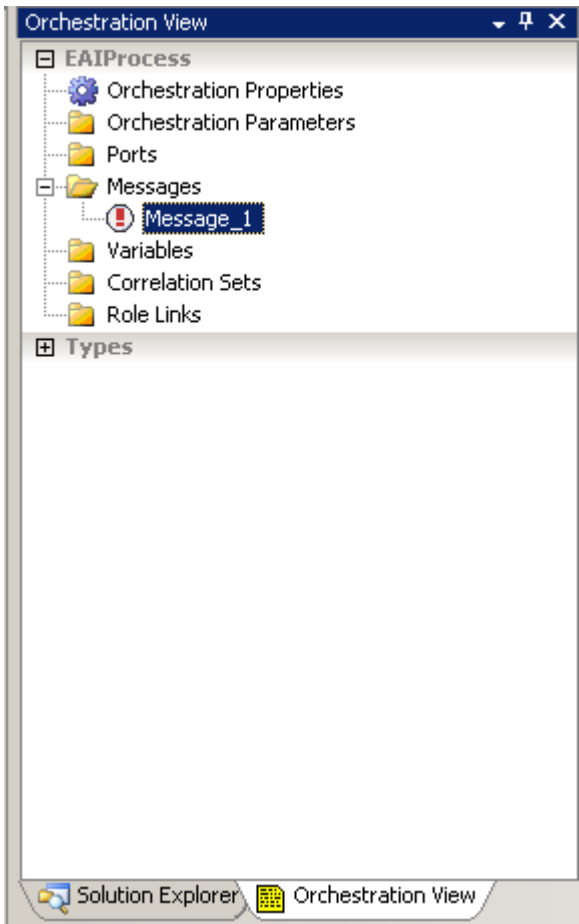 Orchestration View
EAIProcess
Orchestration Properties
Orchestration Parameters
Ports
Messages
Message_1
Variables
Correlation Sets
Role Links
Types
Solution Explorer Orchestration View